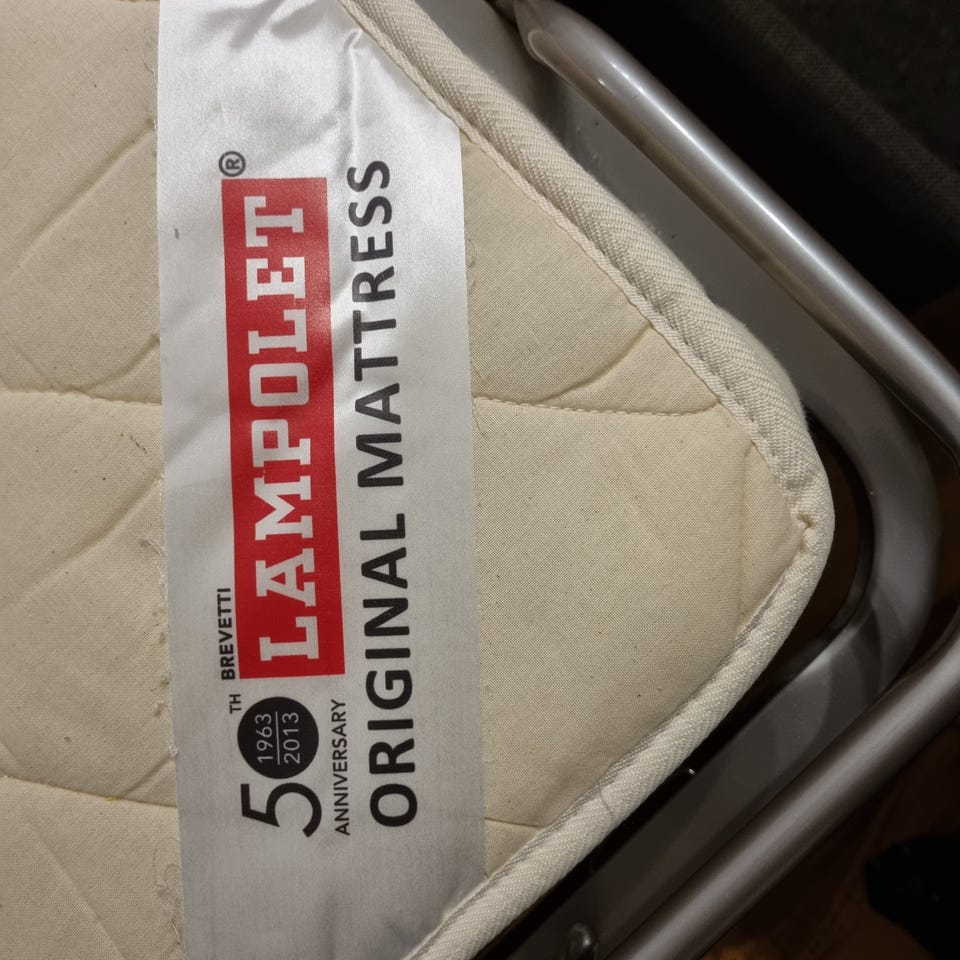 50TH
1963
2013
ANNIVERSARY
BREVETTI
LAMPOLET®
ORIGINAL MATTRESS